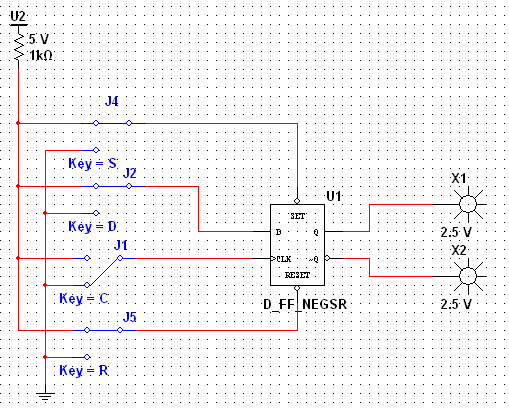 U2
5 V
1kΩ
J4
Key = S
J2
Key = D
J1
Key = C
J5
Key = R
U1
SET
D
Q
CLK
~Q
RESET
D_FF_NEGSR
X1
2.5 V
X2
2.5 V